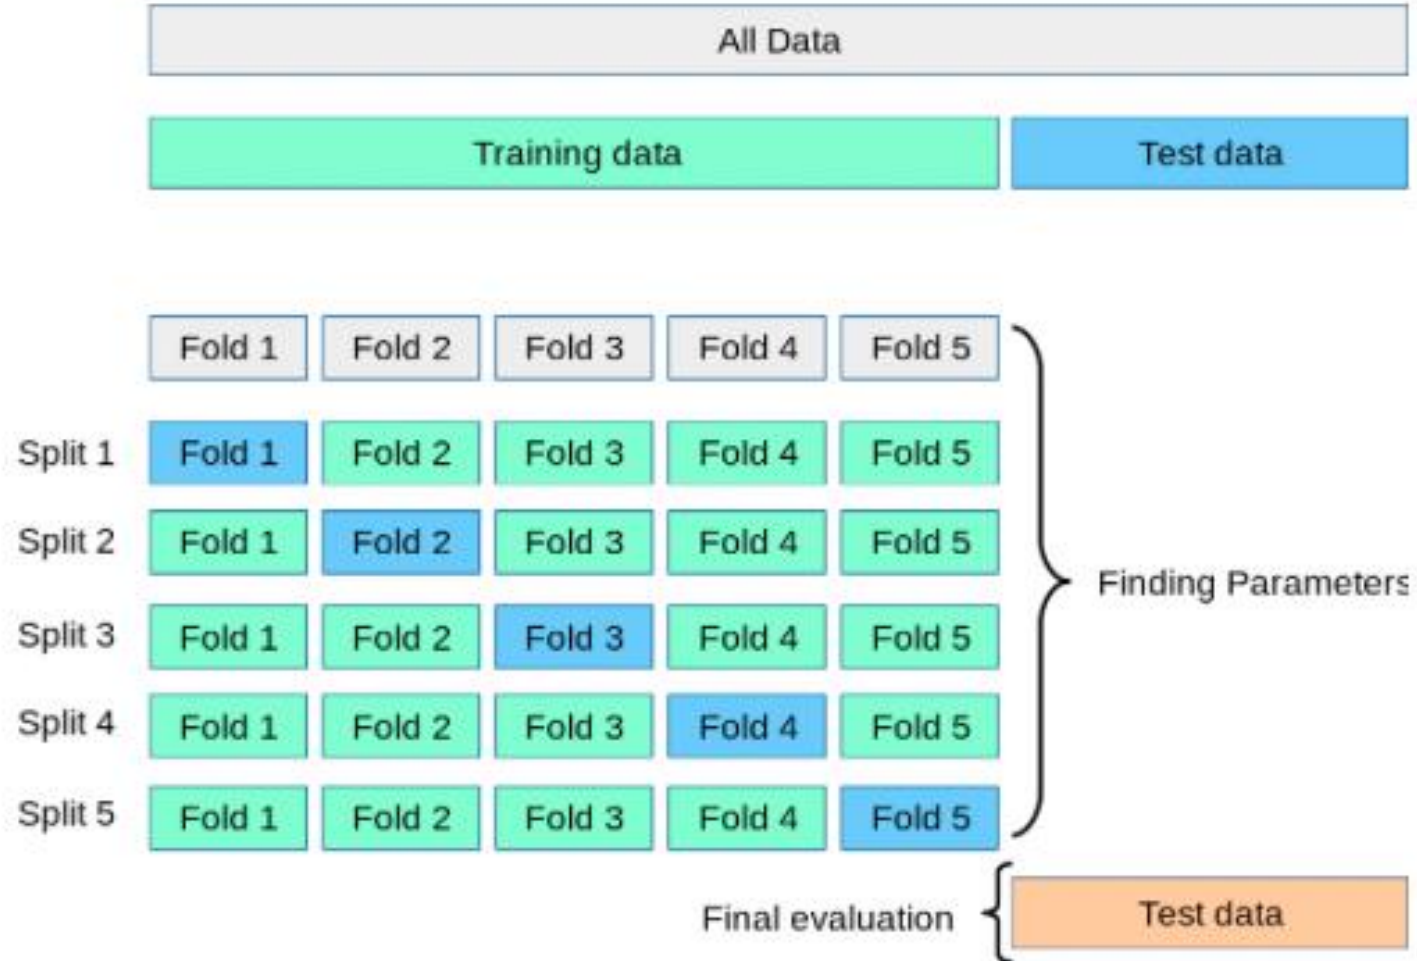 All Data
Training data Test data
Fold 1 Fold 2 Fold 3 Fold 4 Fold 5
Split 1 Fold 1 Fold 2 Fold 3 Fold 4 Fold 5
Split 2 Fold 1 Fold 2 Fold 3 Fold 4 Fold 5
Finding Parameters
Split 3 Fold 1 Fold 2 Fold 3 Fold 4 Fold 5
Split 4 Fold 1 Fold 2 Fold 3 Fold 4 Fold 5
Split 5 Fold 1 Fold 2 Fold 3 Fold 4 Fold 5
Final evaluation Test data